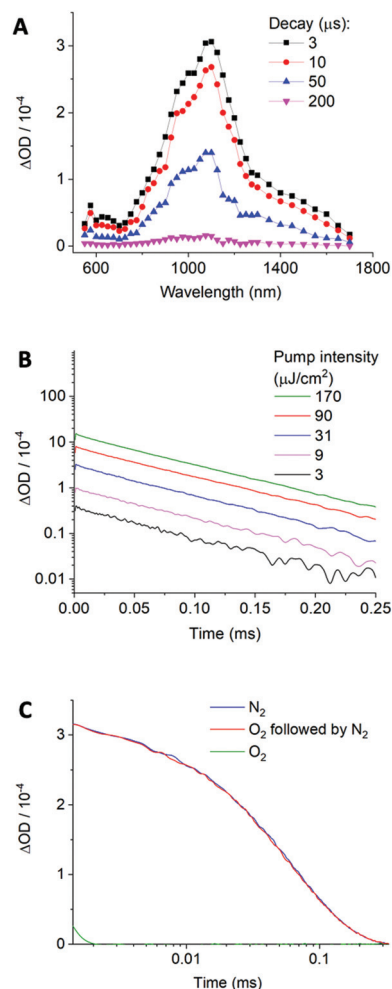 A
Decay (μs):
3
10
50
200
ΔOD / 10⁻⁴
3
2
1
0
600 1000 1400 1800
Wavelength (nm)
B
Pump intensity
(μJ/cm²)
170
90
31
9
3
ΔOD / 10⁻⁴
100
10
1
0.1
0.01
0.00 0.05 0.10 0.15 0.20 0.25
Time (ms)
C
N₂
O₂ followed by N₂
O₂
ΔOD / 10⁻⁴
3
2
1
0
0.01 0.1
Time (ms)